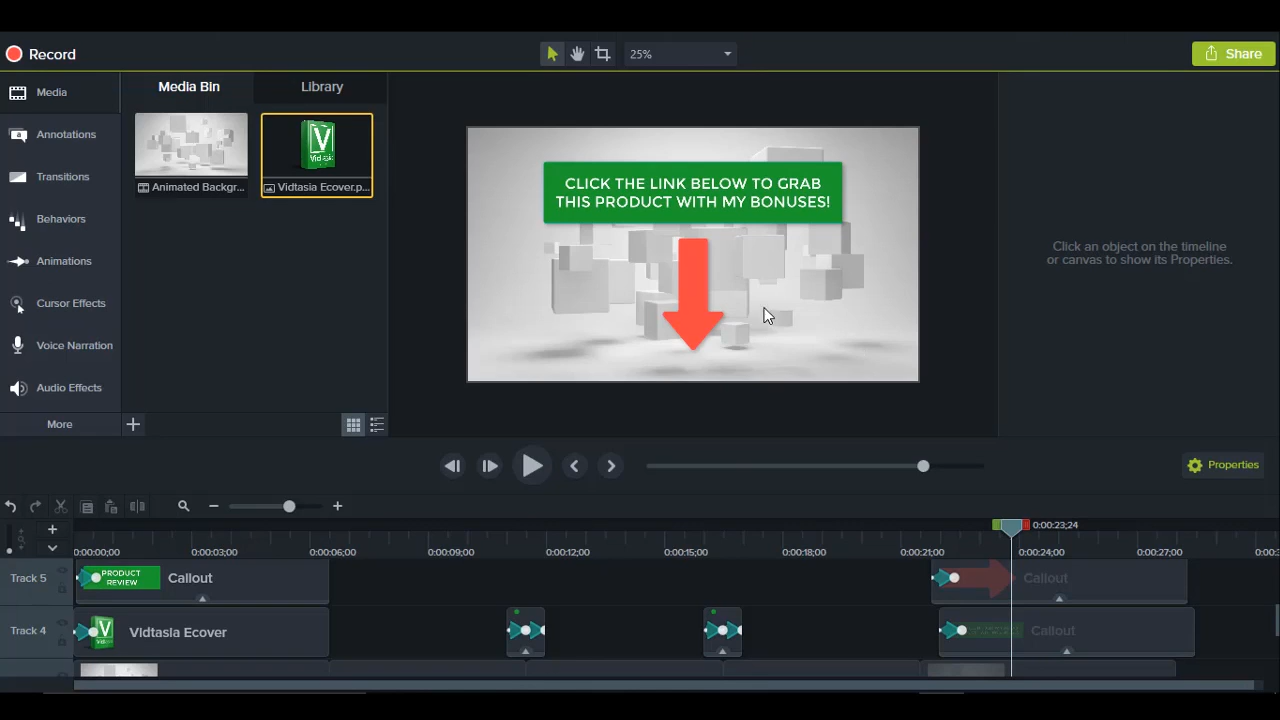 Record
25%
Share
Media
Annotations
Transitions
Behaviors
Animations
Cursor Effects
Voice Narration
Audio Effects
More
Media Bin
Library
V
Vidtasia
Animated Backgr...
Vidtasia Ecover.p...
CLICK THE LINK BELOW TO GRAB
THIS PRODUCT WITH MY BONUSES!
Click an object on the timeline
or canvas to show its Properties.
Properties
0:00:23;24
0:00:00;00
0:00:03;00
0:00:06;00
0:00:09;00
0:00:12;00
0:00:15;00
0:00:18;00
0:00:21;00
0:00:24;00
0:00:27;00
Track 5
PRODUCT
REVIEW
Callout
Callout
Track 4
Vidtasia Ecover
Callout